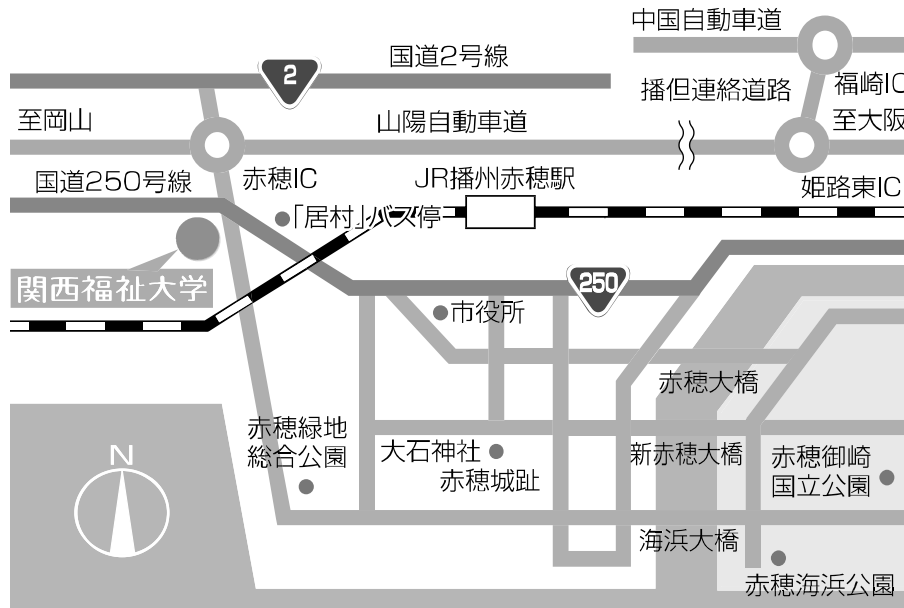 中国自動車道
国道2号線
2
播但連絡道路
福崎IC
至岡山
山陽自動車道
至大阪
国道250号線
赤穂IC
JR播州赤穂駅
姫路東IC
「居村」バス停
関西福祉大学
250
市役所
赤穂大橋
赤穂緑地
総合公園
大石神社
赤穂城趾
新赤穂大橋
赤穂御崎
国立公園
N
海浜大橋
赤穂海浜公園